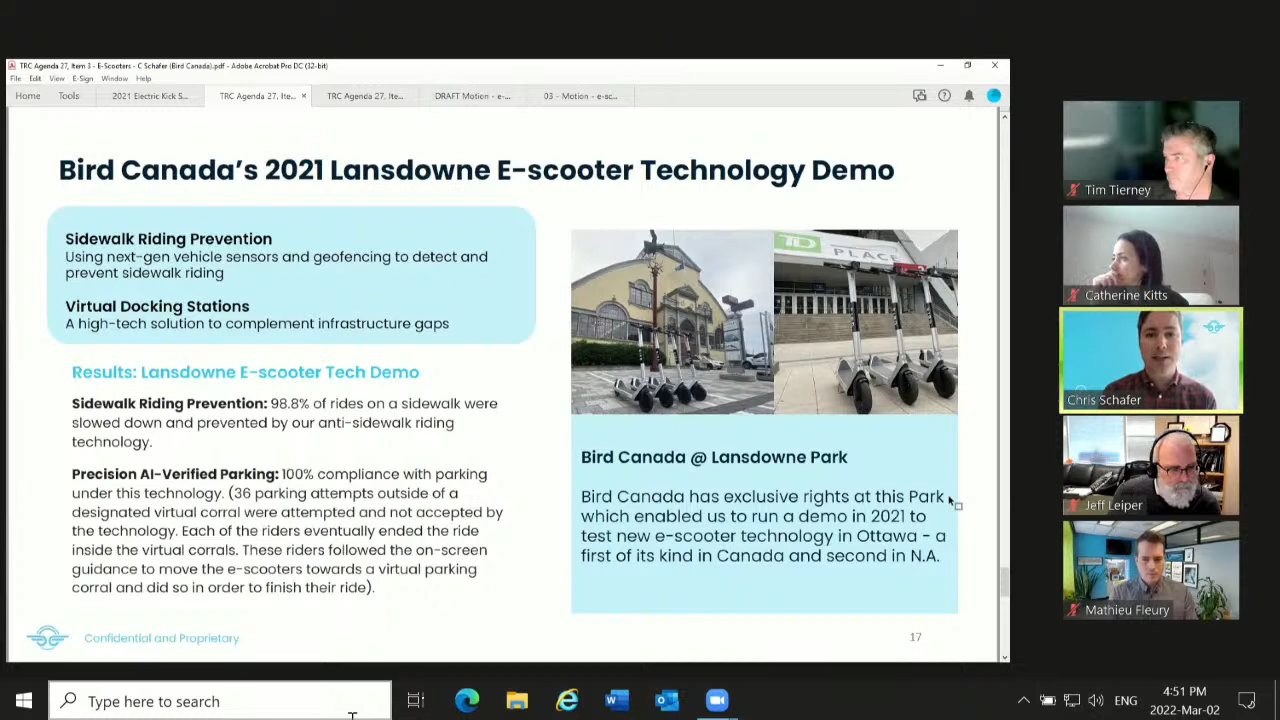 TRC Agenda 27, Item 3 - E-Scooters - C Schafer (Bird Canada).pdf - Adobe Acrobat Pro DC (32-bit)
File Edit View E-Sign Window Help
Home Tools 2021 Electric Kick S... TRC Agenda 27, Ite... × TRC Agenda 27, Ite... DRAFT Motion - e-... 03 - Motion - e-sc...
Bird Canada’s 2021 Lansdowne E-scooter Technology Demo
Sidewalk Riding Prevention
Using next-gen vehicle sensors and geofencing to detect and
prevent sidewalk riding
Virtual Docking Stations
A high-tech solution to complement infrastructure gaps
Results: Lansdowne E-scooter Tech Demo
Sidewalk Riding Prevention: 98.8% of rides on a sidewalk were
slowed down and prevented by our anti-sidewalk riding
technology.
Precision AI-Verified Parking: 100% compliance with parking
under this technology. (36 parking attempts outside of a
designated virtual corral were attempted and not accepted by
the technology. Each of the riders eventually ended the ride
inside the virtual corrals. These riders followed the on-screen
guidance to move the e-scooters towards a virtual parking
corral and did so in order to finish their ride).
TD PLACE
Bird Canada @ Lansdowne Park
Bird Canada has exclusive rights at this Park
which enabled us to run a demo in 2021 to
test new e-scooter technology in Ottawa - a
first of its kind in Canada and second in N.A.
Confidential and Proprietary
17
Tim Tierney
Catherine Kitts
Chris Schafer
Jeff Leiper
Mathieu Fleury
Type here to search
ENG
4:51 PM
2022-Mar-02